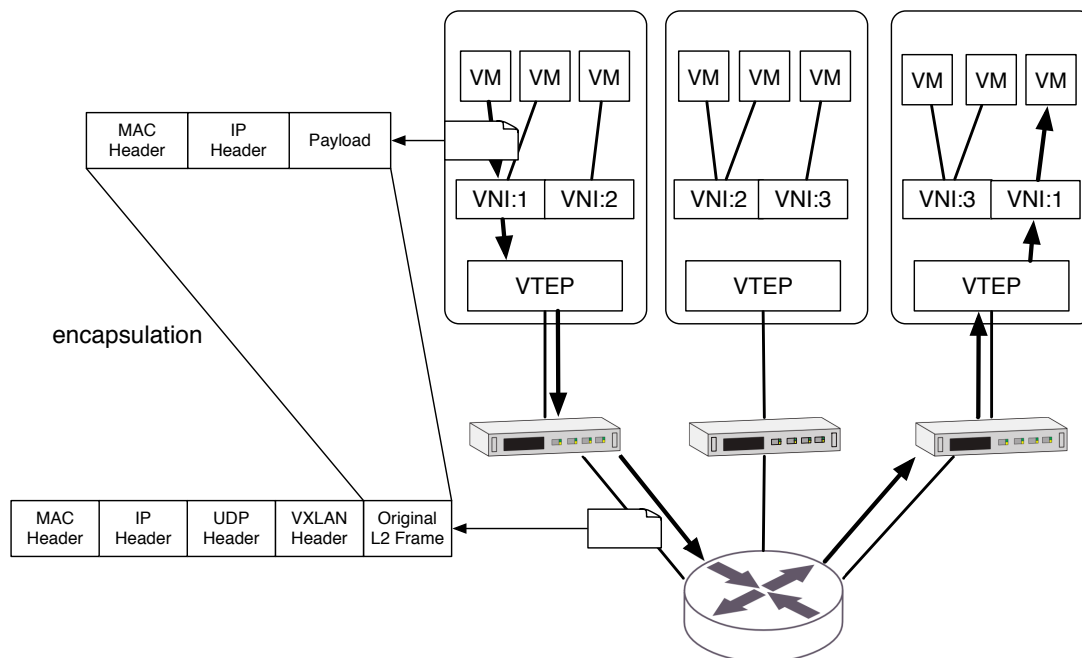 VM VM VM
VM VM VM
VM VM VM
MAC
Header
IP
Header
Payload
VNI:1 VNI:2
VNI:2 VNI:3
VNI:3 VNI:1
VTEP
VTEP
VTEP
encapsulation
MAC
Header
IP
Header
UDP
Header
VXLAN
Header
Original
L2 Frame